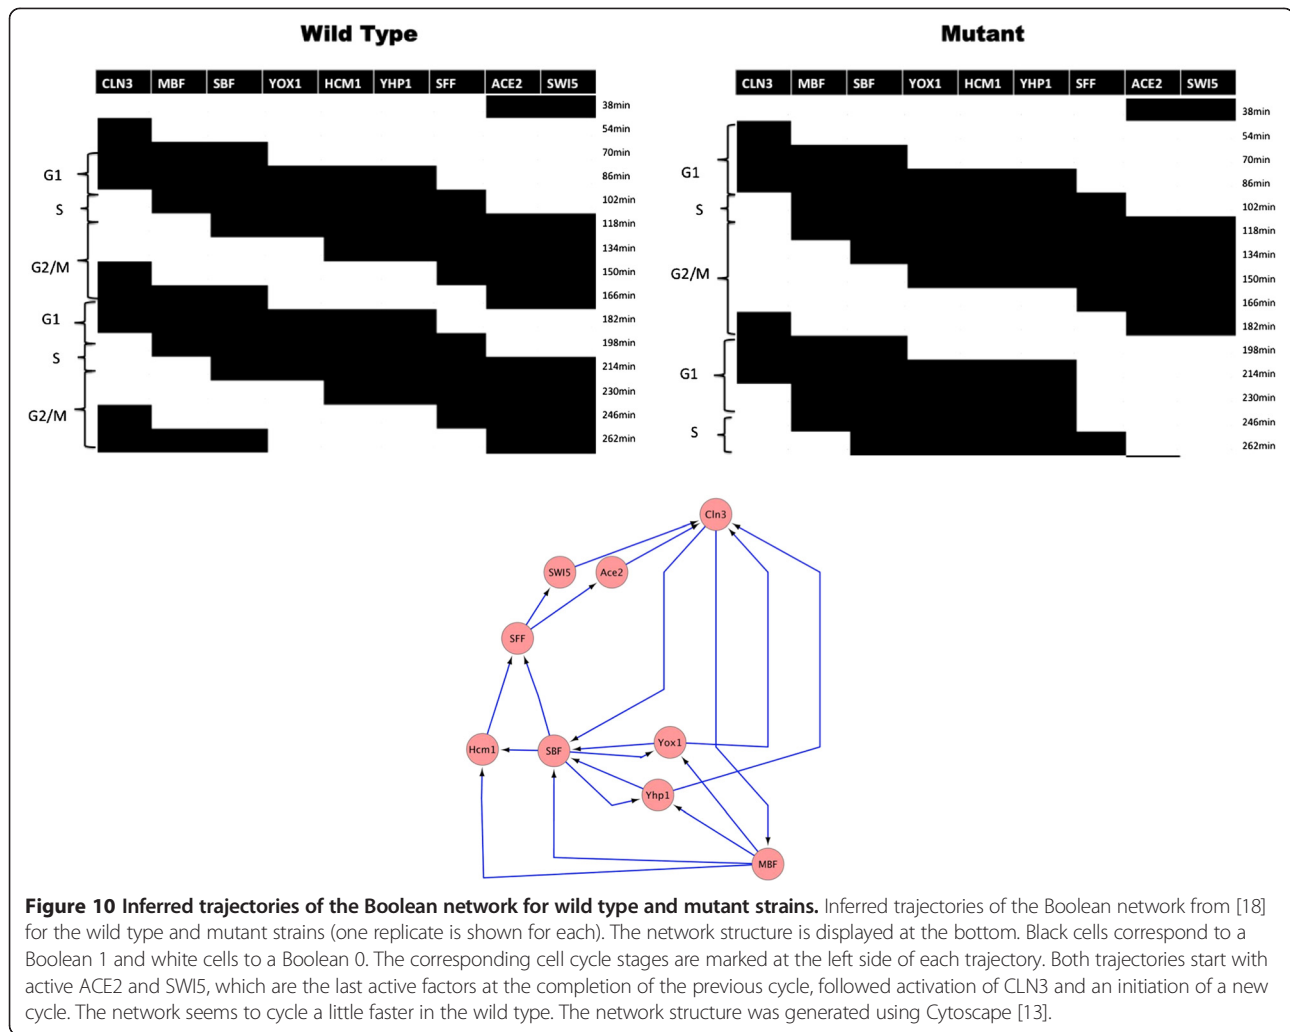 Wild Type
CLN3 MBF SBF YOX1 HCM1 YHP1 SFF ACE2 SWI5
38min
54min
70min
G1 86min
102min
S
118min
134min
G2/M 150min
166min
G1 182min
198min
S
214min
230min
G2/M 246min
262min
Mutant
CLN3 MBF SBF YOX1 HCM1 YHP1 SFF ACE2 SWI5
38min
54min
70min
G1
86min
S 102min
118min
134min
G2/M
150min
166min
182min
198min
G1 214min
230min
S 246min
262min
Cln3
SWI5 Ace2
SFF
Hcm1 SBF Yox1
Yhp1
MBF
Figure 10 Inferred trajectories of the Boolean network for wild type and mutant strains. Inferred trajectories of the Boolean network from [18]
for the wild type and mutant strains (one replicate is shown for each). The network structure is displayed at the bottom. Black cells correspond to a
Boolean 1 and white cells to a Boolean 0. The corresponding cell cycle stages are marked at the left side of each trajectory. Both trajectories start with
active ACE2 and SWI5, which are the last active factors at the completion of the previous cycle, followed activation of CLN3 and an initiation of a new
cycle. The network seems to cycle a little faster in the wild type. The network structure was generated using Cytoscape [13].